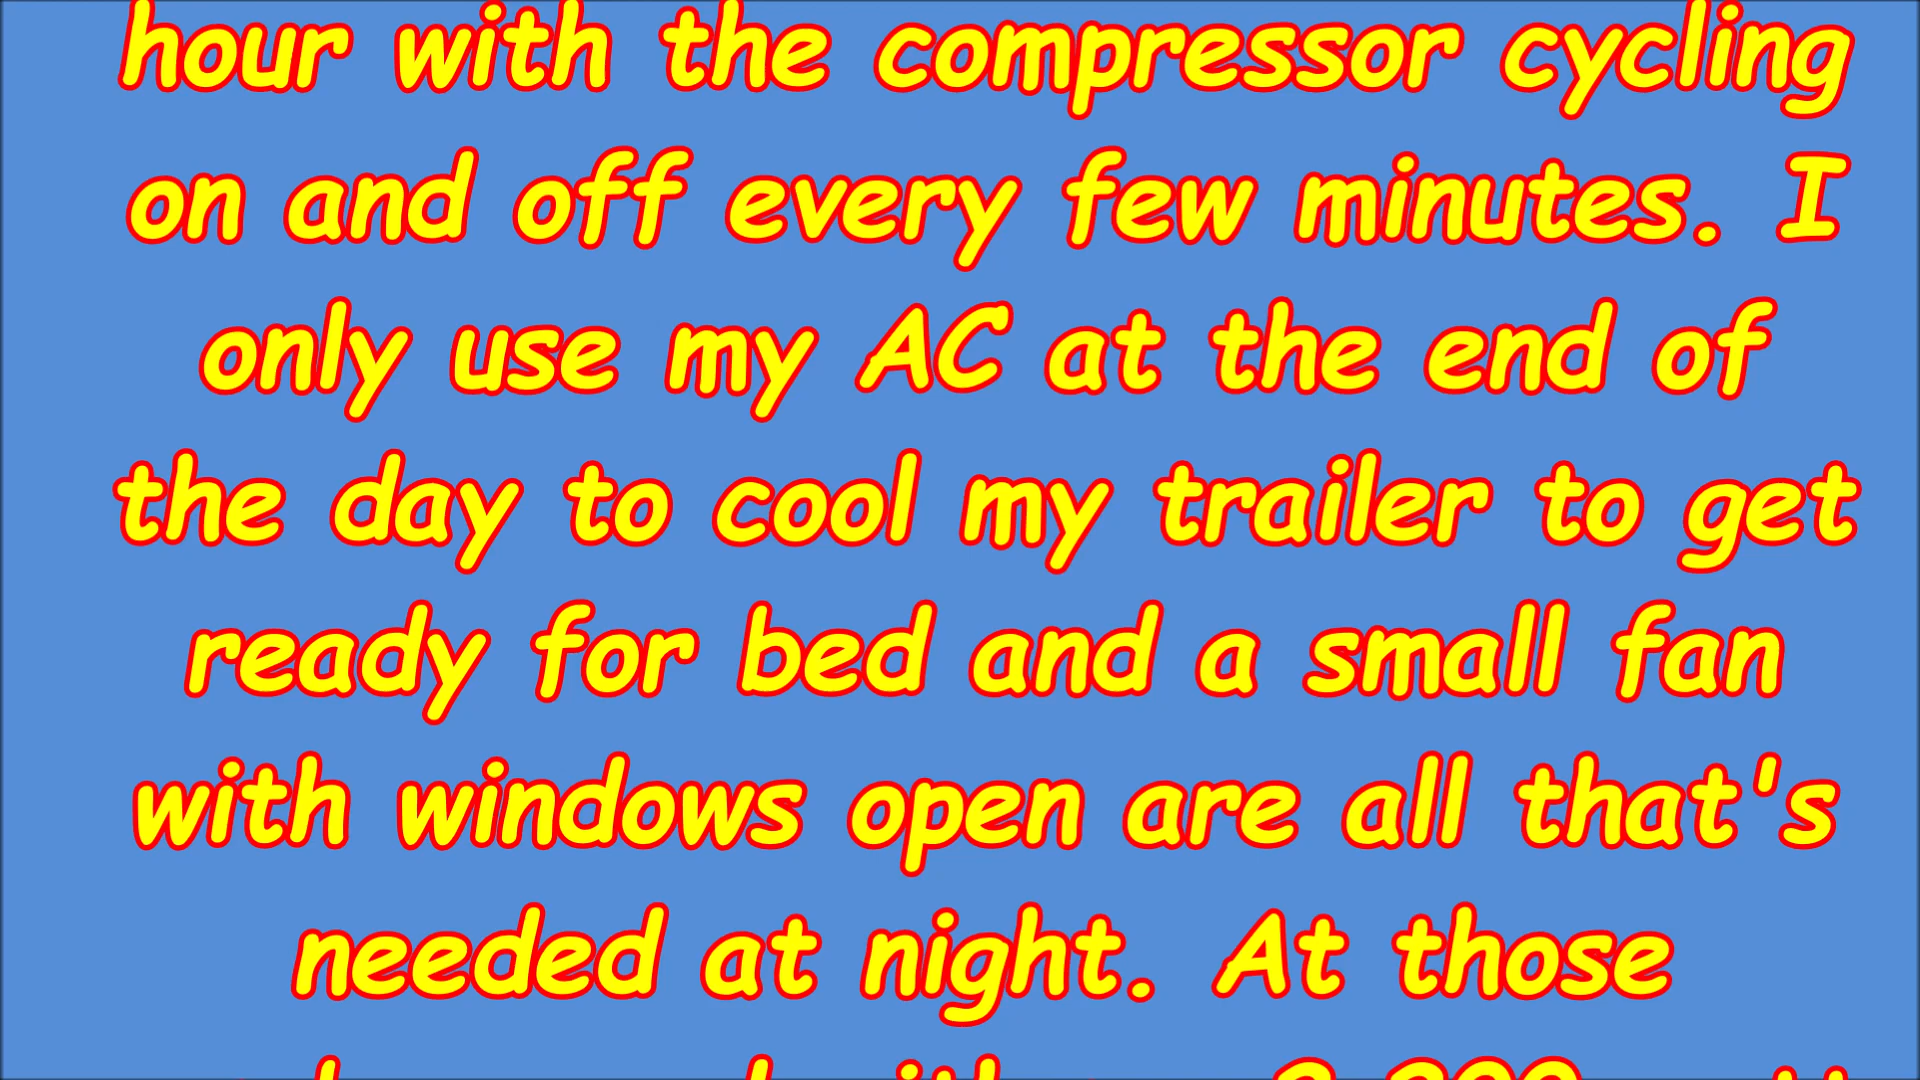 hour with the compressor cycling
on and off every few minutes. I
only use my AC at the end of
the day to cool my trailer to get
ready for bed and a small fan
with windows open are all that's
needed at night. At those